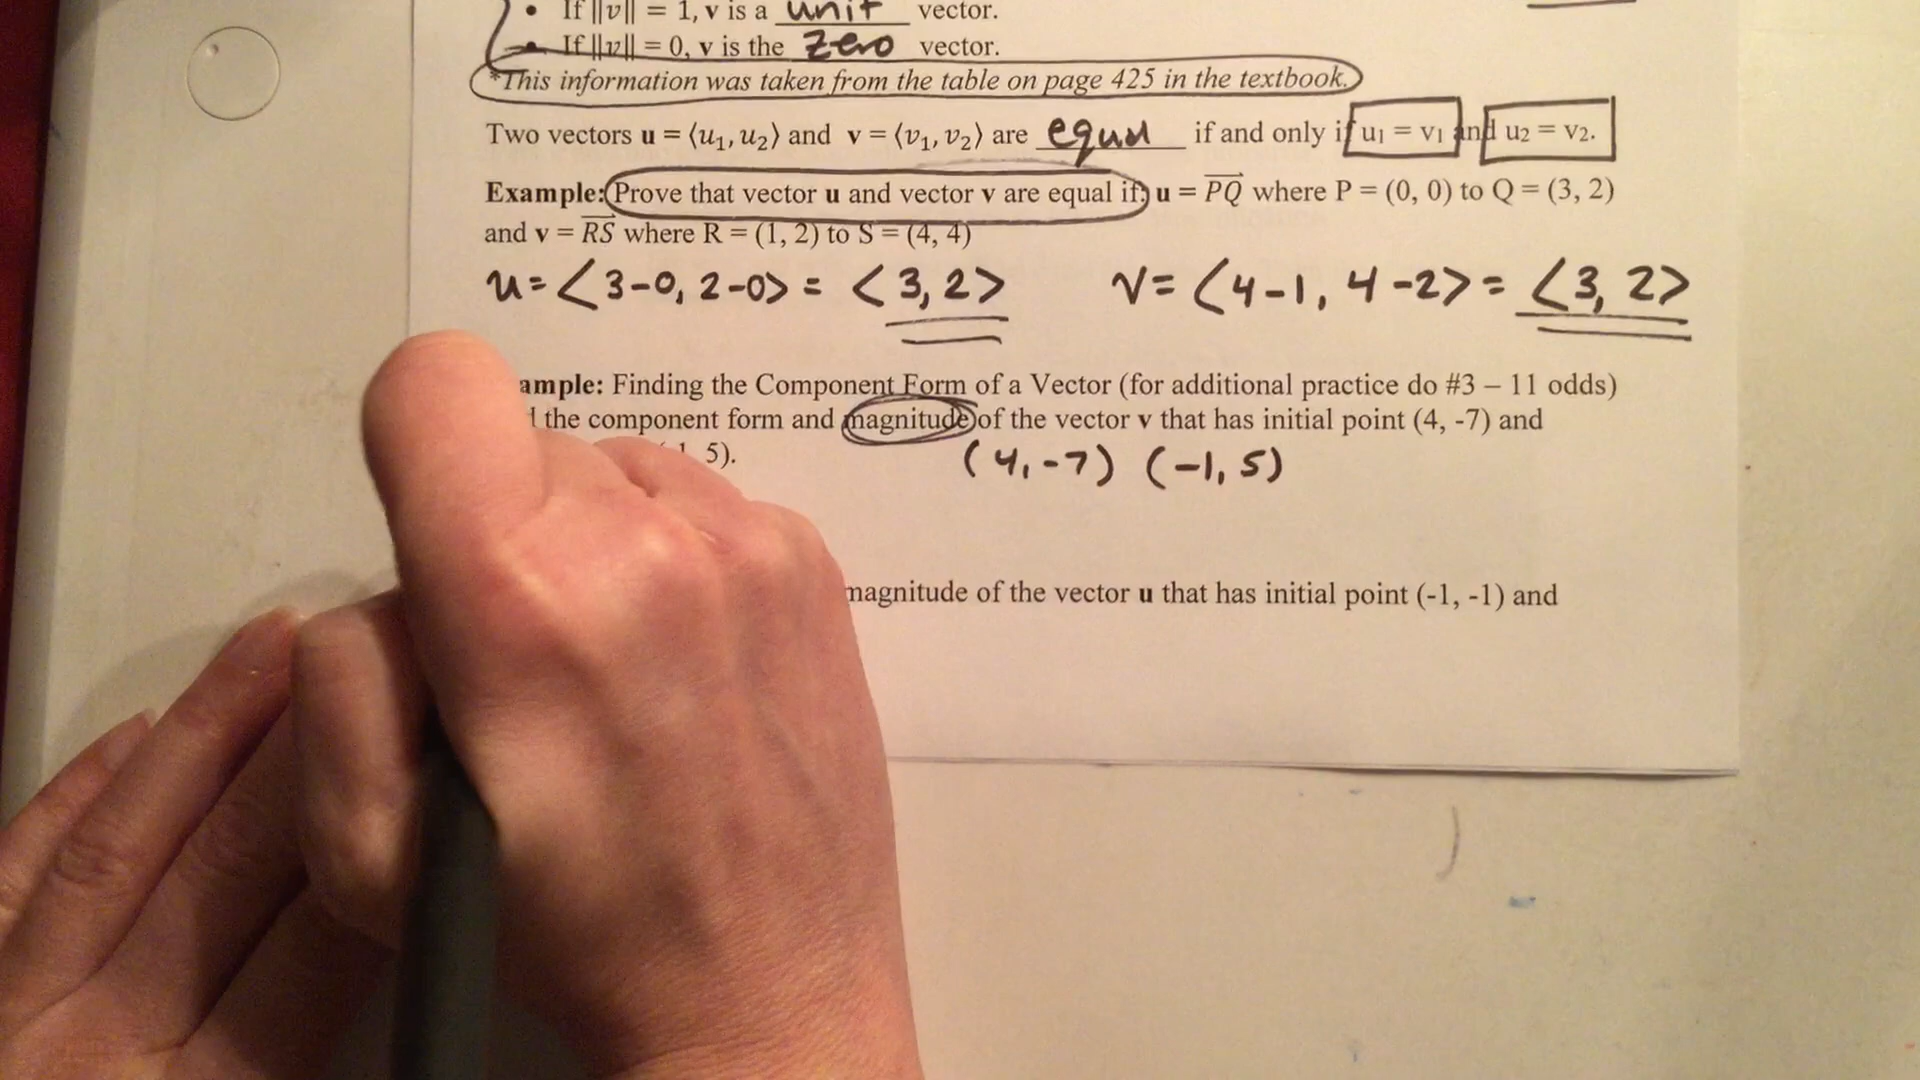 • If ||v|| = 1, v is a unit vector.
• If ||v|| = 0, v is the zero vector.
*This information was taken from the table on page 425 in the textbook.
Two vectors u = ⟨u₁, u₂⟩ and v = ⟨v₁, v₂⟩ are equal if and only if u₁ = v₁ and u₂ = v₂.
Example: Prove that vector u and vector v are equal if: u = PQ where P = (0, 0) to Q = (3, 2)
and v = RS where R = (1, 2) to S = (4, 4)
u = <3-0, 2-0> = <3, 2> v = <4-1, 4-2> = <3, 2>
ample: Finding the Component Form of a Vector (for additional practice do #3 – 11 odds)
the component form and magnitude of the vector v that has initial point (4, -7) and
1, 5).
(4, -7) (-1, 5)
magnitude of the vector u that has initial point (-1, -1) and